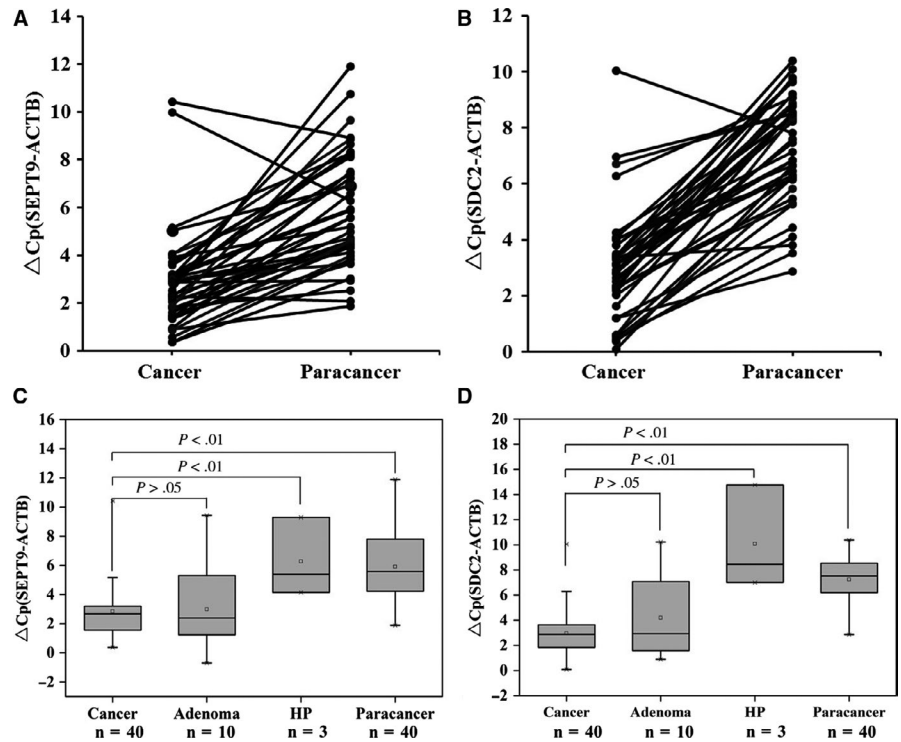 A
14
12
10
8
6
4
2
0
△Cp(SEPT9-ACTB)
Cancer Paracancer
B
12
10
8
6
4
2
0
△Cp(SDC2-ACTB)
Cancer Paracancer
C
16
14
12
10
8
6
4
2
0
−2
△Cp(SEPT9-ACTB)
P < .01
P < .01
P > .05
Cancer Adenoma HP Paracancer
n = 40 n = 10 n = 3 n = 40
D
20
18
16
14
12
10
8
6
4
2
0
−2
△Cp(SDC2-ACTB)
P < .01
P < .01
P > .05
Cancer Adenoma HP Paracancer
n = 40 n = 10 n = 3 n = 40